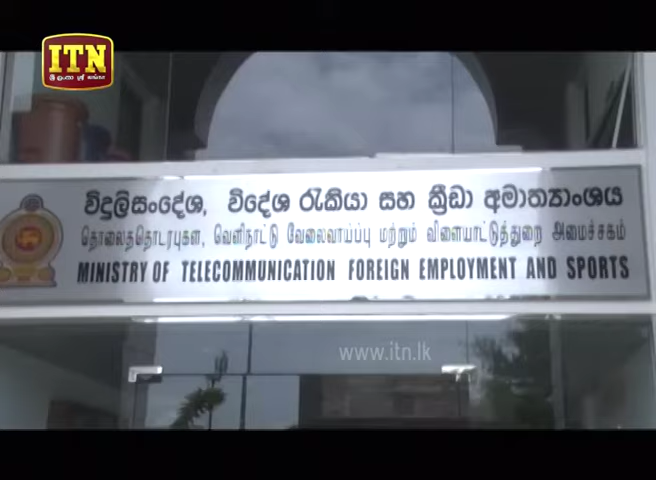 ITN
විදුලිසංදේශ, විදේශ රැකියා සහ ක්‍රීඩා අමාත්‍යාංශය
தொலைதொடர்புகள, வெளிநாட்டு வேலைவாய்ப்பு மற்றும் விளையாட்டுத்துறை அமைச்சகம்
MINISTRY OF TELECOMMUNICATION FOREIGN EMPLOYMENT AND SPORTS
www.itn.lk